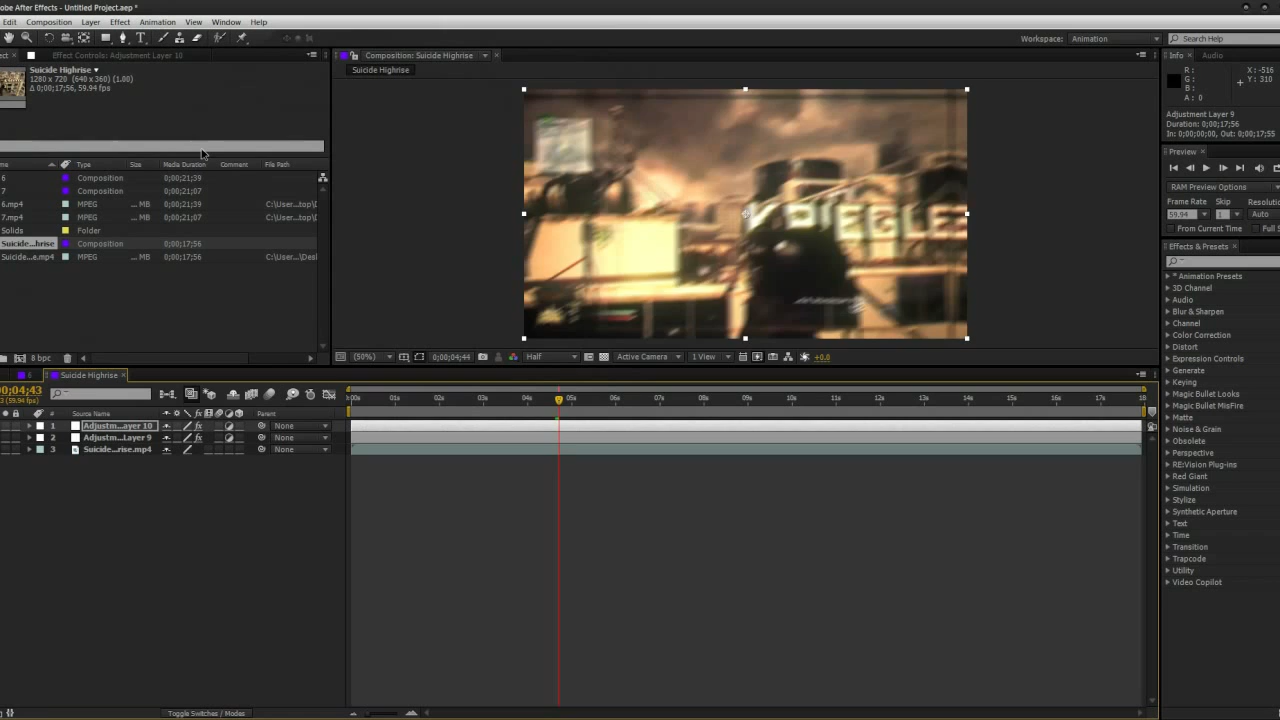 obe After Effects - Untitled Project.aep *
Edit Composition Layer Effect Animation View Window Help
Workspace: Animation Search Help
ect Effect Controls: Adjustment Layer 10
Composition: Suicide Highrise
Info Audio
Suicide Highrise
1280 x 720 (640 x 360) (1.00)
Δ 0;00;17;56, 59.94 fps
Suicide Highrise
R :
G :
B :
A : 0
X : -516
Y : 310
Adjustment Layer 9
Duration: 0;00;17;56
In: 0;00;00;00, Out: 0;00;17;55
Preview
me Type Size Media Duration Comment File Path
6 Composition 0;00;21;39
7 Composition 0;00;21;07
6.mp4 MPEG ... MB 0;00;21;39 C:\User...top\D
7.mp4 MPEG ... MB 0;00;21;07 C:\User...top\D
Solids Folder
Suicide...hrise Composition 0;00;17;56
Suicide...e.mp4 MPEG ... MB 0;00;17;56 C:\User...\Desl
KRIEGLE
RAM Preview Options
Frame Rate Skip Resolutio
59.94 1 Auto
From Current Time Full S
Effects & Presets
* Animation Presets
3D Channel
Audio
Blur & Sharpen
Channel
Color Correction
Distort
Expression Controls
Generate
Keying
Magic Bullet Looks
Magic Bullet MisFire
Matte
Noise & Grain
Obsolete
Perspective
RE:Vision Plug-ins
Red Giant
Simulation
Stylize
Synthetic Aperture
Text
Time
Transition
Trapcode
Utility
Video Copilot
8 bpc
(50%) 0;00;04;44 Half Active Camera 1 View +0.0
6 Suicide Highrise
0;00;04;43
3 (59.94 fps)
:00s 01s 02s 03s 04s 05s 06s 07s 08s 09s 10s 11s 12s 13s 14s 15s 16s 17s 18
# Source Name Parent
1 Adjustm...ayer 10 None
2 Adjustm...Layer 9 None
3 Suicide...rise.mp4 None
Toggle Switches / Modes